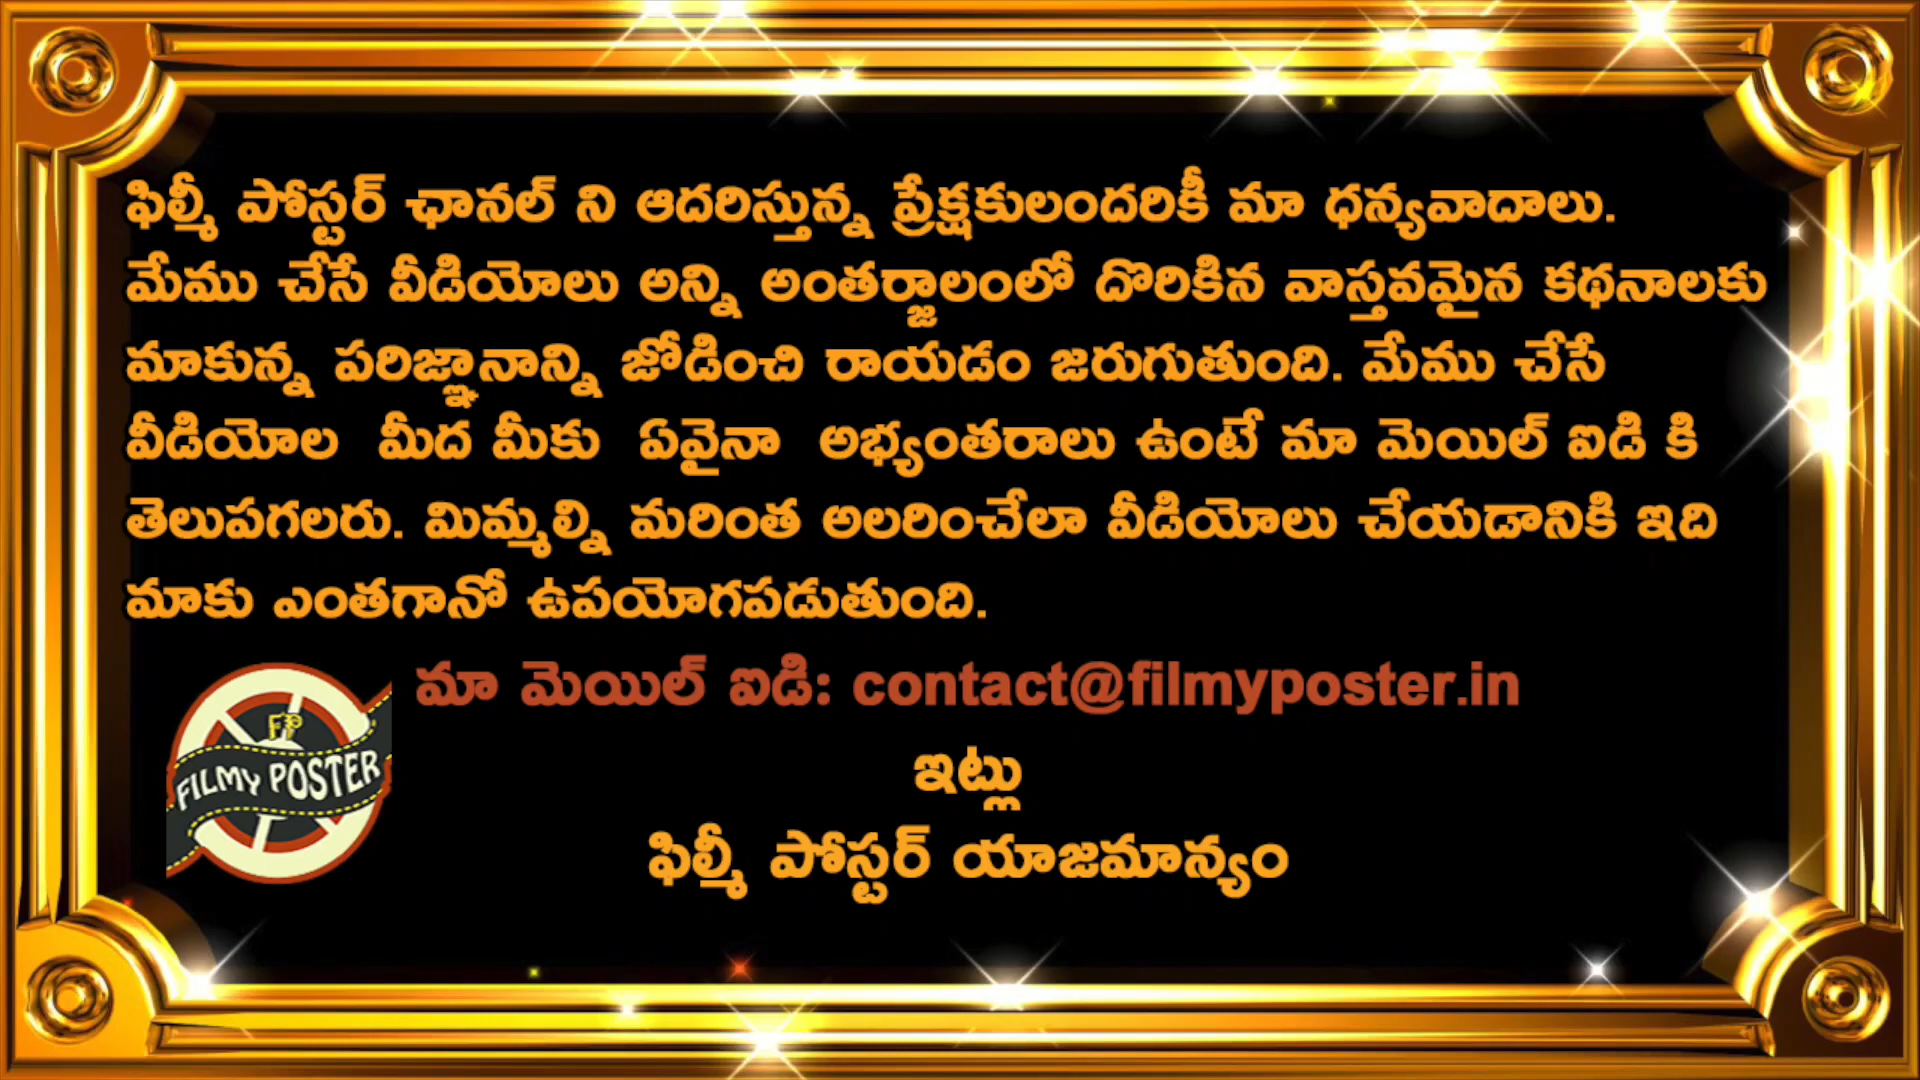 ఫిల్మీ పోస్టర్ ఛానల్ ని ఆదరిస్తున్న ప్రేక్షకులందరికీ మా ధన్యవాదాలు.
మేము చేసే వీడియోలు అన్ని అంతర్జాలంలో దొరికిన వాస్తవమైన కథనాలకు
మాకున్న పరిజ్ఞానాన్ని జోడించి రాయడం జరుగుతుంది. మేము చేసే
వీడియోల మీద మీకు ఏవైనా అభ్యంతరాలు ఉంటే మా మెయిల్ ఐడి కి
తెలుపగలరు. మిమ్మల్ని మరింత అలరించేలా వీడియోలు చేయడానికి ఇది
మాకు ఎంతగానో ఉపయోగపడుతుంది.
మా మెయిల్ ఐడి: contact@filmyposter.in
FP
FILMY POSTER
ఇట్లు
ఫిల్మీ పోస్టర్ యాజమాన్యం